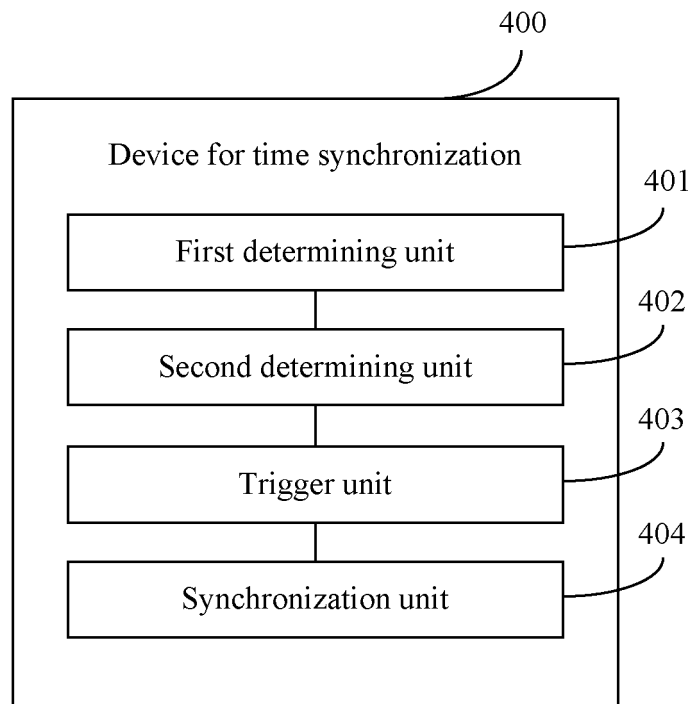 400
Device for time synchronization
401
First determining unit
402
Second determining unit
403
Trigger unit
404
Synchronization unit